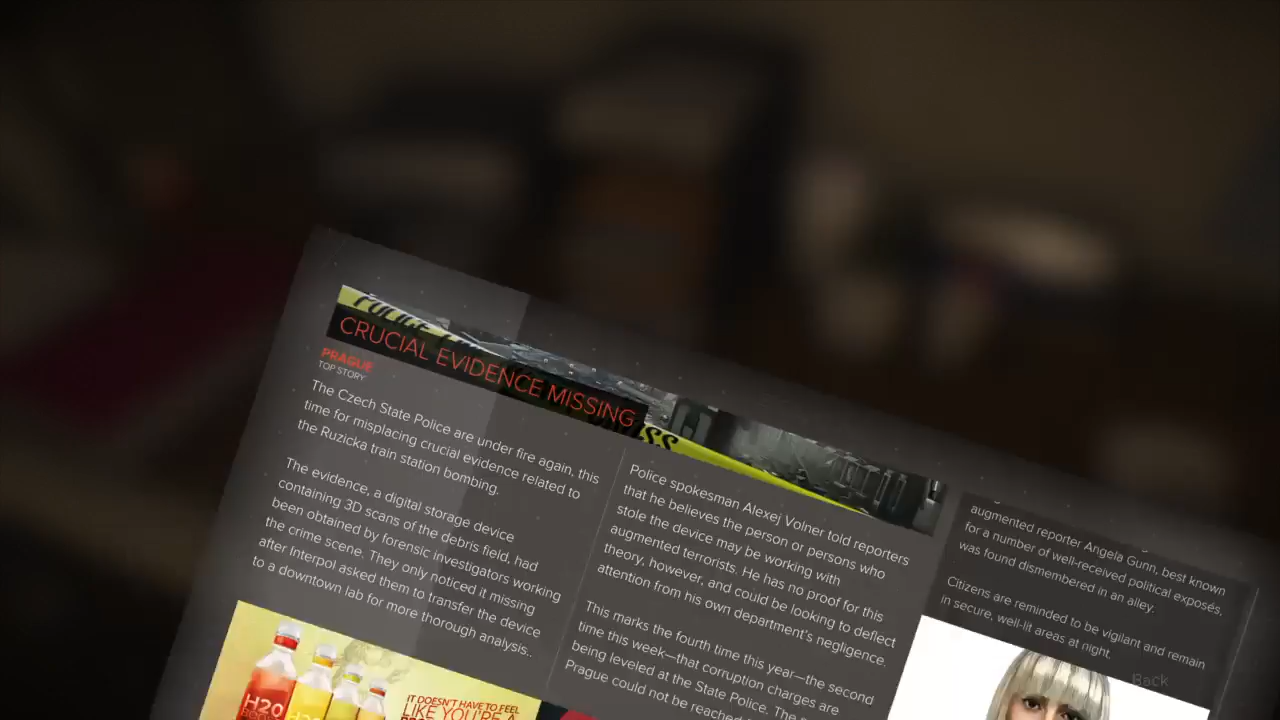 POLICE
CRUCIAL EVIDENCE MISSING
PRAGUE
TOP STORY
The Czech State Police are under fire again, this
time for misplacing crucial evidence related to
the Ruzicka train station bombing.
The evidence, a digital storage device
containing 3D scans of the debris field, had
been obtained by forensic investigators working
the crime scene. They only noticed it missing
after Interpol asked them to transfer the device
to a downtown lab for more thorough analysis..
Police spokesman Alexej Volner told reporters
that he believes the person or persons who
stole the device may be working with
augmented terrorists. He has no proof for this
theory, however, and could be looking to deflect
attention from his own department's negligence.
This marks the fourth time this year—the second
time this week—that corruption charges are
being leveled at the State Police. The
Prague could not be reached
augmented reporter Angela Gunn, best known
for a number of well-received political exposés,
was found dismembered in an alley.
Citizens are reminded to be vigilant and remain
in secure, well-lit areas at night.
H2O
IT DOESN'T HAVE TO FEEL
LIKE YOU'RE A
Back